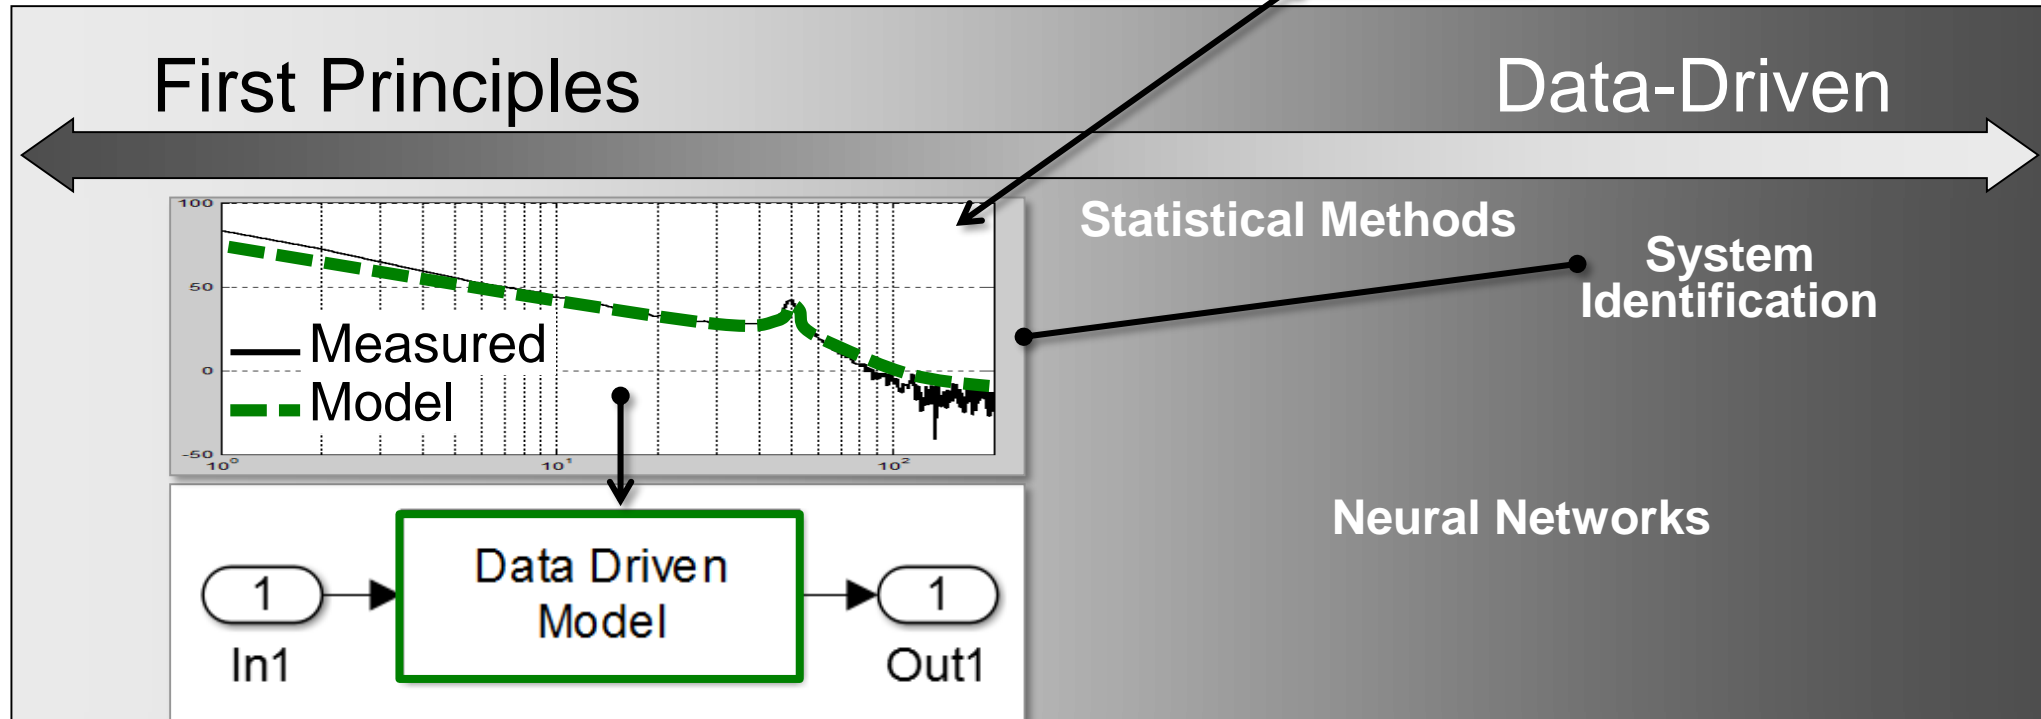 First Principles
Data-Driven
100
50
0
-50
10⁰
10¹
10²
Measured
Model
Statistical Methods
System
Identification
Neural Networks
1
In1
Data Driven
Model
1
Out1